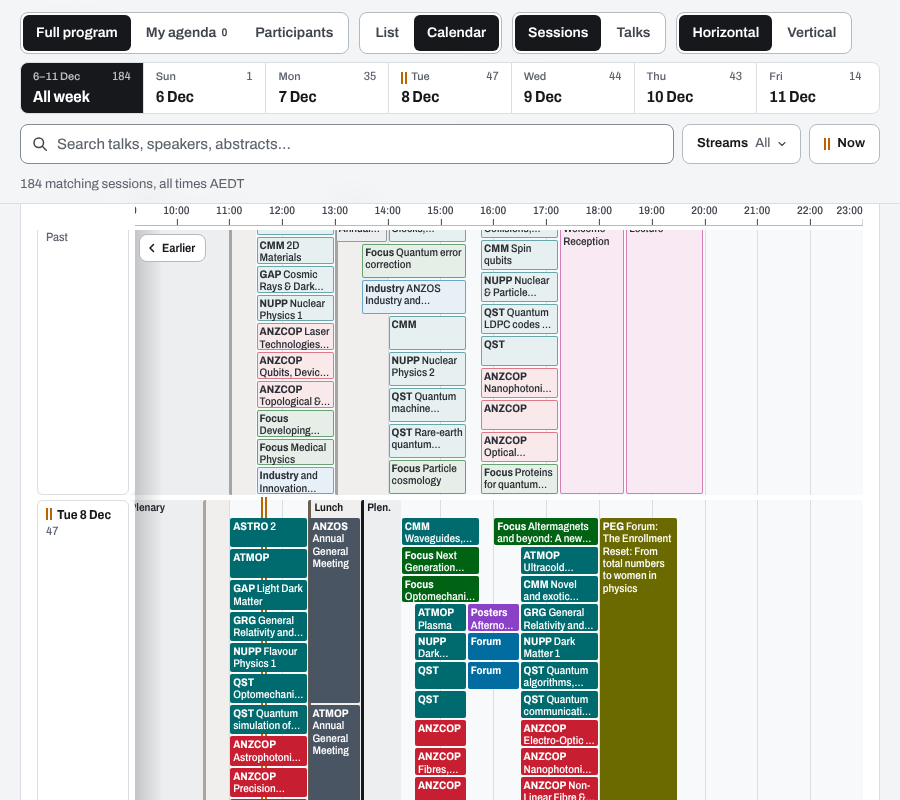 Full program My agenda 0 Participants List Calendar Sessions Talks Horizontal Vertical
6–11 Dec 184 Sun 1 Mon 35 Tue 47 Wed 44 Thu 43 Fri 14
All week 6 Dec 7 Dec 8 Dec 9 Dec 10 Dec 11 Dec
Search talks, speakers, abstracts...
Streams All
Now
184 matching sessions, all times AEDT
10:00 11:00 12:00 13:00 14:00 15:00 16:00 17:00 18:00 19:00 20:00 21:00 22:00 23:00
Past
Earlier
CMM 2D
Materials
GAP Cosmic
Rays & Dark...
NUPP Nuclear
Physics 1
ANZCOP Laser
Technologies...
ANZCOP
Qubits, Devic...
ANZCOP
Topological &...
Focus
Developing...
Focus Medical
Physics
Industry and
Innovation...
Focus Quantum error
correction
Industry ANZOS
Industry and...
CMM
NUPP Nuclear
Physics 2
QST Quantum
machine...
QST Rare-earth
quantum...
Focus Particle
cosmology
CMM Spin
qubits
NUPP Nuclear
& Particle...
QST Quantum
LDPC codes ...
QST
ANZCOP
Nanophotoni...
ANZCOP
ANZCOP
Optical...
Focus Proteins
for quantum...
Reception
Tue 8 Dec
47
Plenary
Lunch
Plen.
ASTRO 2
ATMOP
GAP Light Dark
Matter
GRG General
Relativity and...
NUPP Flavour
Physics 1
QST
Optomechani...
QST Quantum
simulation of...
ANZCOP
Astrophotoni...
ANZCOP
Precision...
ANZOS
Annual
General
Meeting
ATMOP
Annual
General
Meeting
CMM
Waveguides,...
Focus Next
Generation...
Focus
Optomechani...
ATMOP
Plasma
NUPP
Dark...
QST
QST
ANZCOP
ANZCOP
Fibres,...
ANZCOP
Posters
Afterno...
Forum
Forum
Focus Altermagnets
and beyond: A new...
ATMOP
Ultracold...
CMM Novel
and exotic...
GRG General
Relativity and...
NUPP Dark
Matter 1
QST Quantum
algorithms,...
QST Quantum
communicati...
ANZCOP
Electro-Optic ...
ANZCOP
Nanophotoni...
ANZCOP Non-
Linear Fibre &...
PEG Forum:
The Enrollment
Reset: From
total numbers
to women in
physics